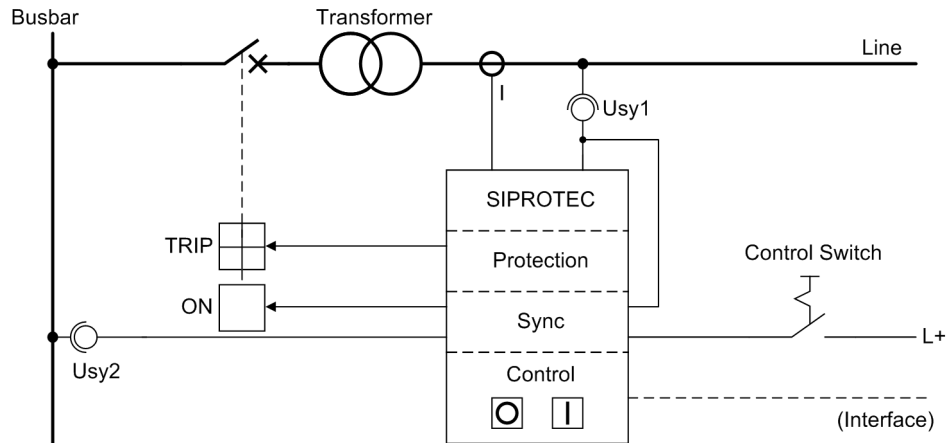 Busbar
Transformer
Line
I
Usy1
SIPROTEC
TRIP
Protection
Control Switch
ON
Sync
L+
Usy2
Control
(Interface)